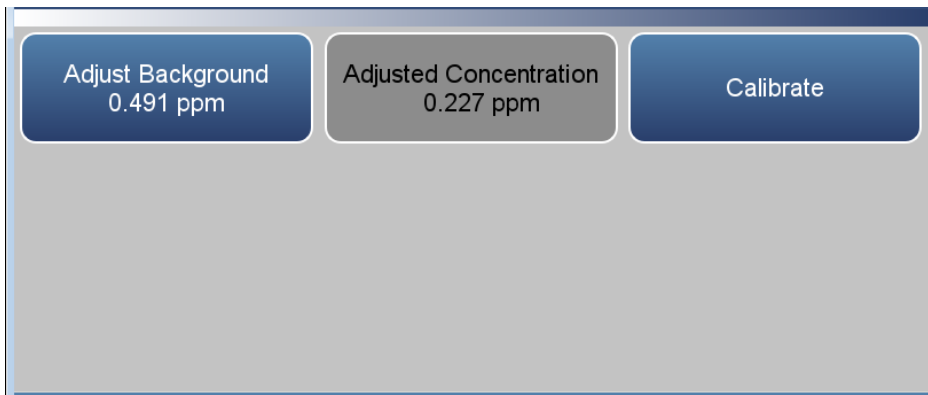 Adjust Background
0.491 ppm
Adjusted Concentration
0.227 ppm
Calibrate